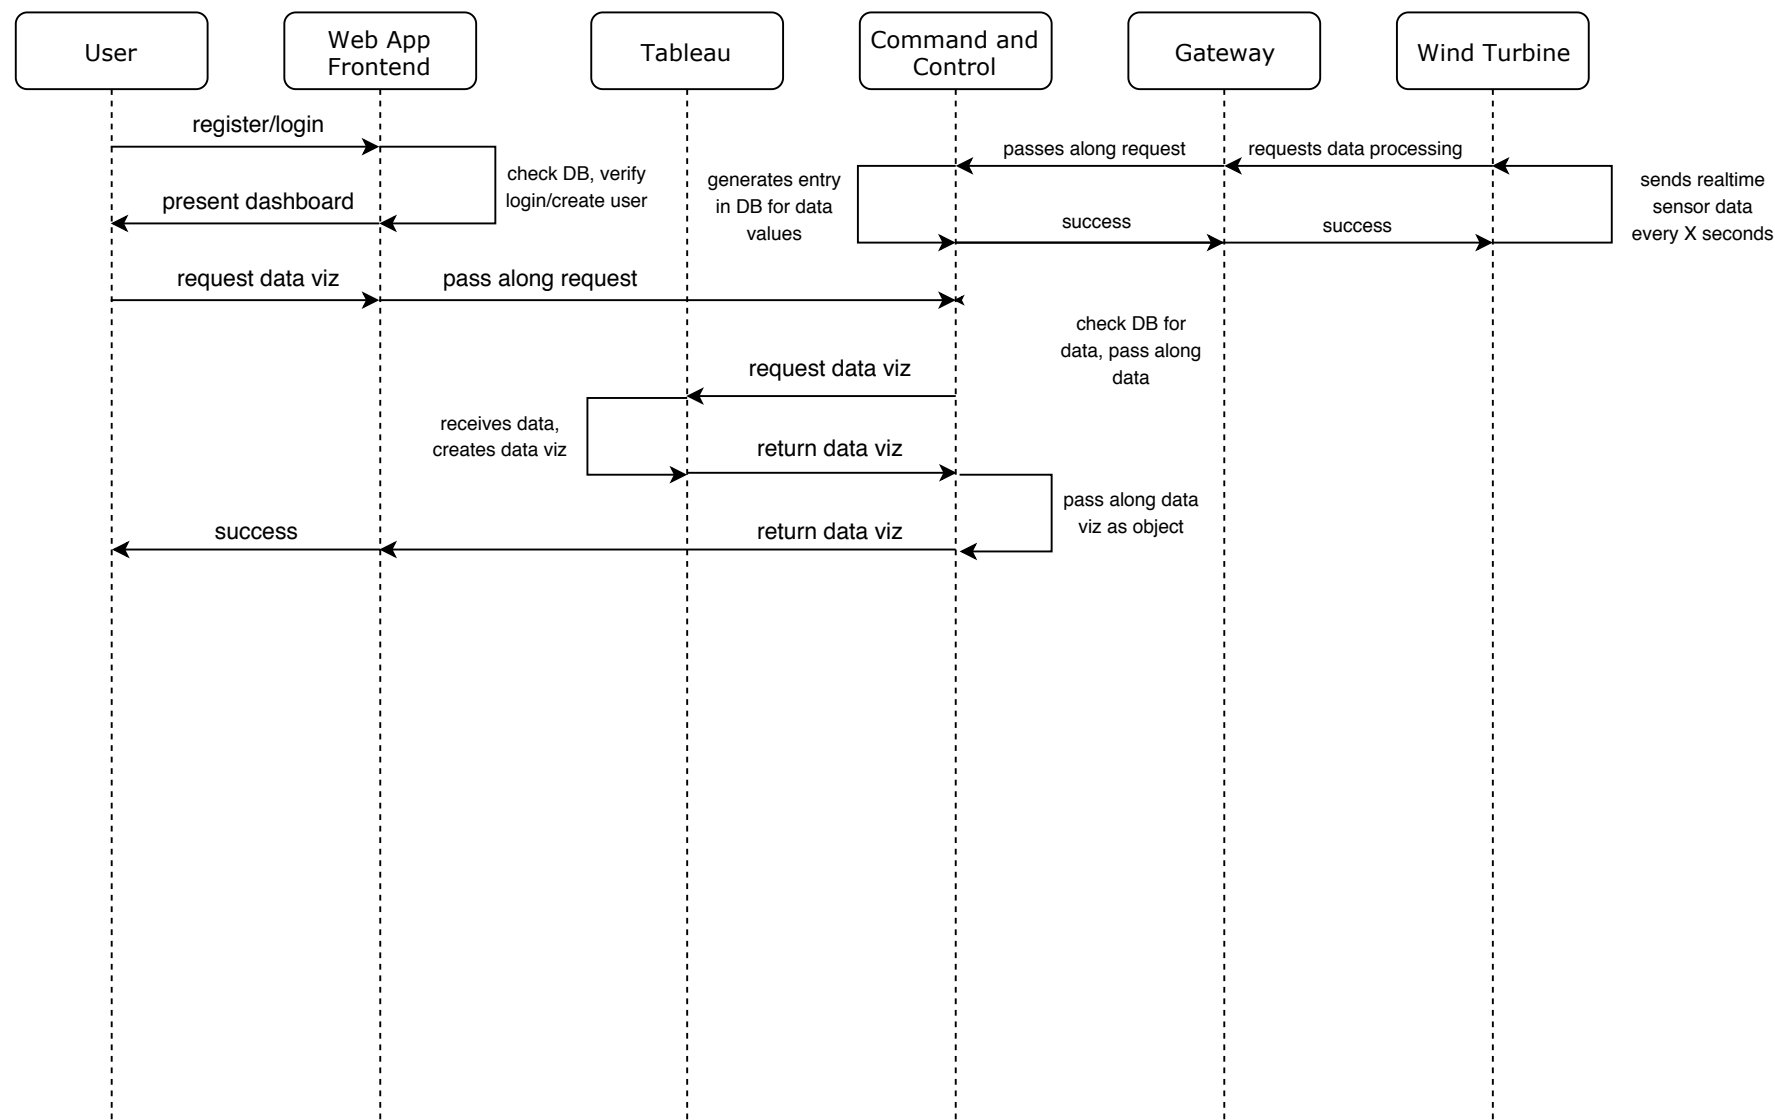 User
Web App
Frontend
Tableau
Command and
Control
Gateway
Wind Turbine
register/login
check DB, verify
login/create user
present dashboard
passes along request
requests data processing
generates entry
in DB for data
values
sends realtime
sensor data
every X seconds
success
success
request data viz
pass along request
check DB for
data, pass along
data
request data viz
receives data,
creates data viz
return data viz
pass along data
viz as object
success
return data viz